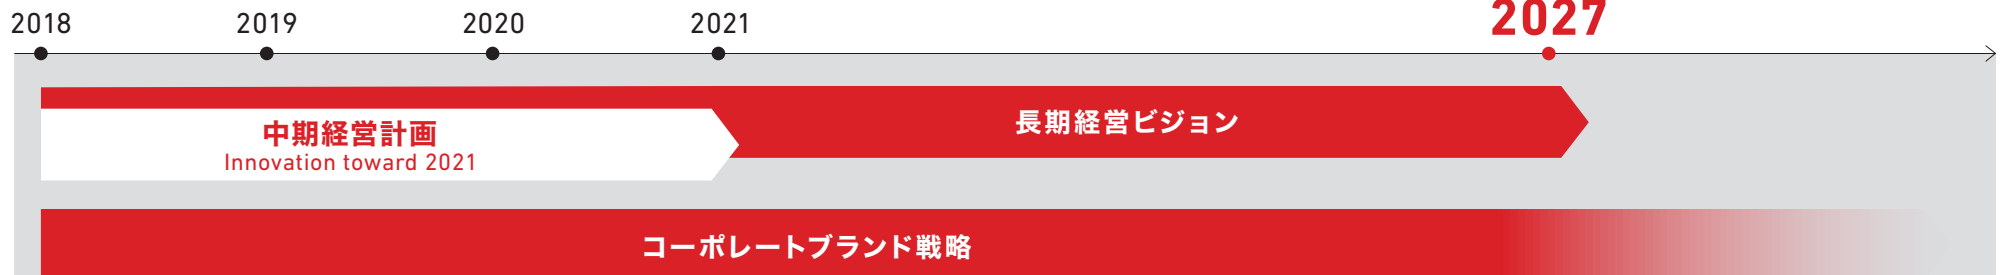 2018 2019 2020 2021 2027
長期経営ビジョン
中期経営計画
Innovation toward 2021
コーポレートブランド戦略